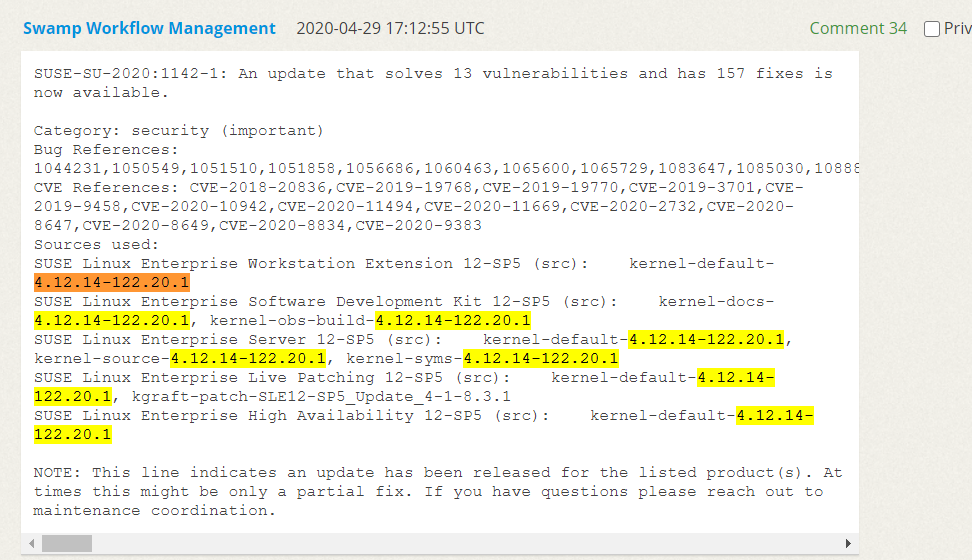 Swamp Workflow Management 2020-04-29 17:12:55 UTC Comment 34 Priv
SUSE-SU-2020:1142-1: An update that solves 13 vulnerabilities and has 157 fixes is
now available.
Category: security (important)
Bug References:
1044231,1050549,1051510,1051858,1056686,1060463,1065600,1065729,1083647,1085030,10888
CVE References: CVE-2018-20836,CVE-2019-19768,CVE-2019-19770,CVE-2019-3701,CVE-
2019-9458,CVE-2020-10942,CVE-2020-11494,CVE-2020-11669,CVE-2020-2732,CVE-2020-
8647,CVE-2020-8649,CVE-2020-8834,CVE-2020-9383
Sources used:
SUSE Linux Enterprise Workstation Extension 12-SP5 (src): kernel-default-
4.12.14-122.20.1
SUSE Linux Enterprise Software Development Kit 12-SP5 (src): kernel-docs-
4.12.14-122.20.1, kernel-obs-build-4.12.14-122.20.1
SUSE Linux Enterprise Server 12-SP5 (src): kernel-default-4.12.14-122.20.1,
kernel-source-4.12.14-122.20.1, kernel-syms-4.12.14-122.20.1
SUSE Linux Enterprise Live Patching 12-SP5 (src): kernel-default-4.12.14-
122.20.1, kgraft-patch-SLE12-SP5_Update_4-1-8.3.1
SUSE Linux Enterprise High Availability 12-SP5 (src): kernel-default-4.12.14-
122.20.1
NOTE: This line indicates an update has been released for the listed product(s). At
times this might be only a partial fix. If you have questions please reach out to
maintenance coordination.